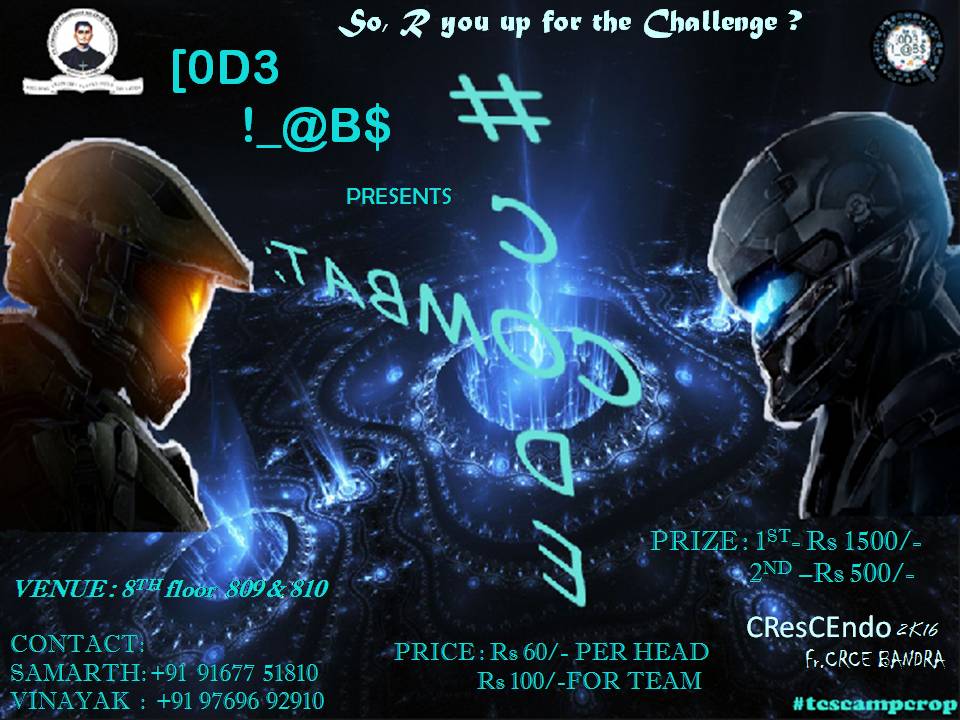 So, R you up for the Challenge ?
[0D3
!_@B$
PRESENTS
#
CODE
COMBAT:
PRIZE : 1ST- Rs 1500/-
2ND –Rs 500/-
VENUE : 8TH floor 809 & 810
CONTACT:
SAMARTH: +91 91677 51810
VINAYAK : +91 97696 92910
PRICE : Rs 60/- PER HEAD
Rs 100/-FOR TEAM
CResCEndo 2K16
Fr.CRCE BANDRA
#tcscampcrop